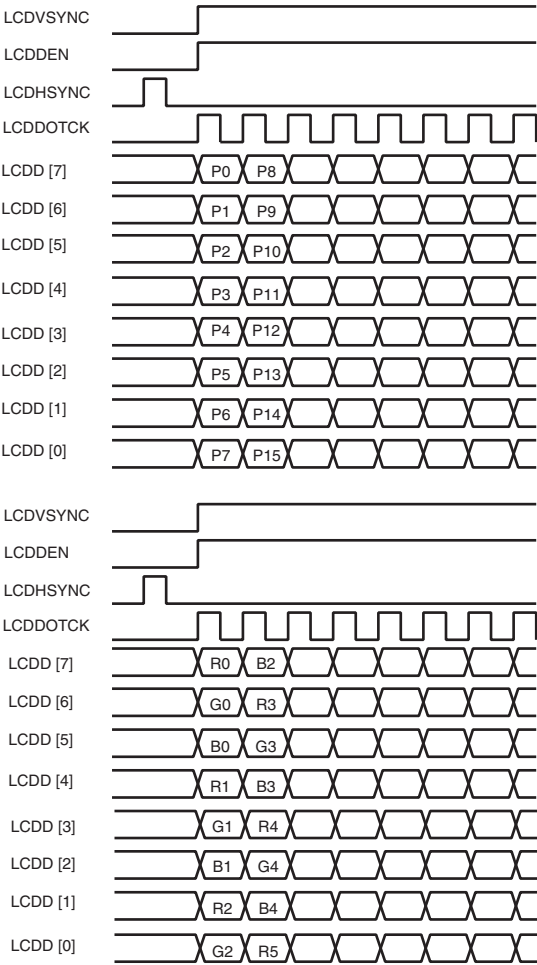 LCDVSYNC
LCDDEN
LCDHSYNC
LCDDOTCK
LCDD [7] P0 P8
LCDD [6] P1 P9
LCDD [5] P2 P10
LCDD [4] P3 P11
LCDD [3] P4 P12
LCDD [2] P5 P13
LCDD [1] P6 P14
LCDD [0] P7 P15
LCDVSYNC
LCDDEN
LCDHSYNC
LCDDOTCK
LCDD [7] R0 B2
LCDD [6] G0 R3
LCDD [5] B0 G3
LCDD [4] R1 B3
LCDD [3] G1 R4
LCDD [2] B1 G4
LCDD [1] R2 B4
LCDD [0] G2 R5